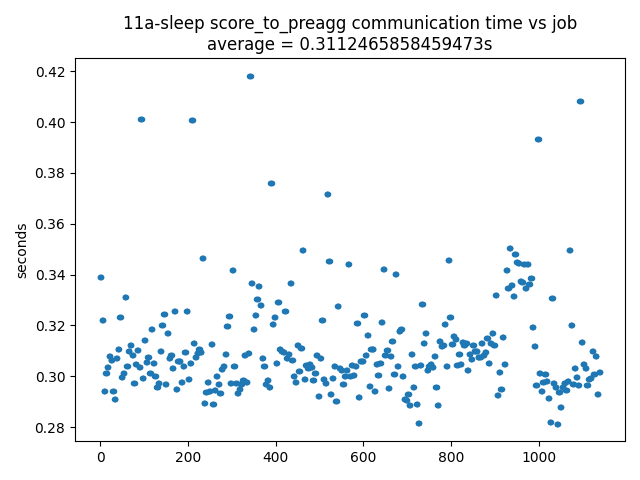 11a-sleep score_to_preagg communication time vs job
average = 0.3112465858459473s
0.42
0.40
0.38
0.36
0.34
0.32
0.30
0.28
seconds
0 200 400 600 800 1000